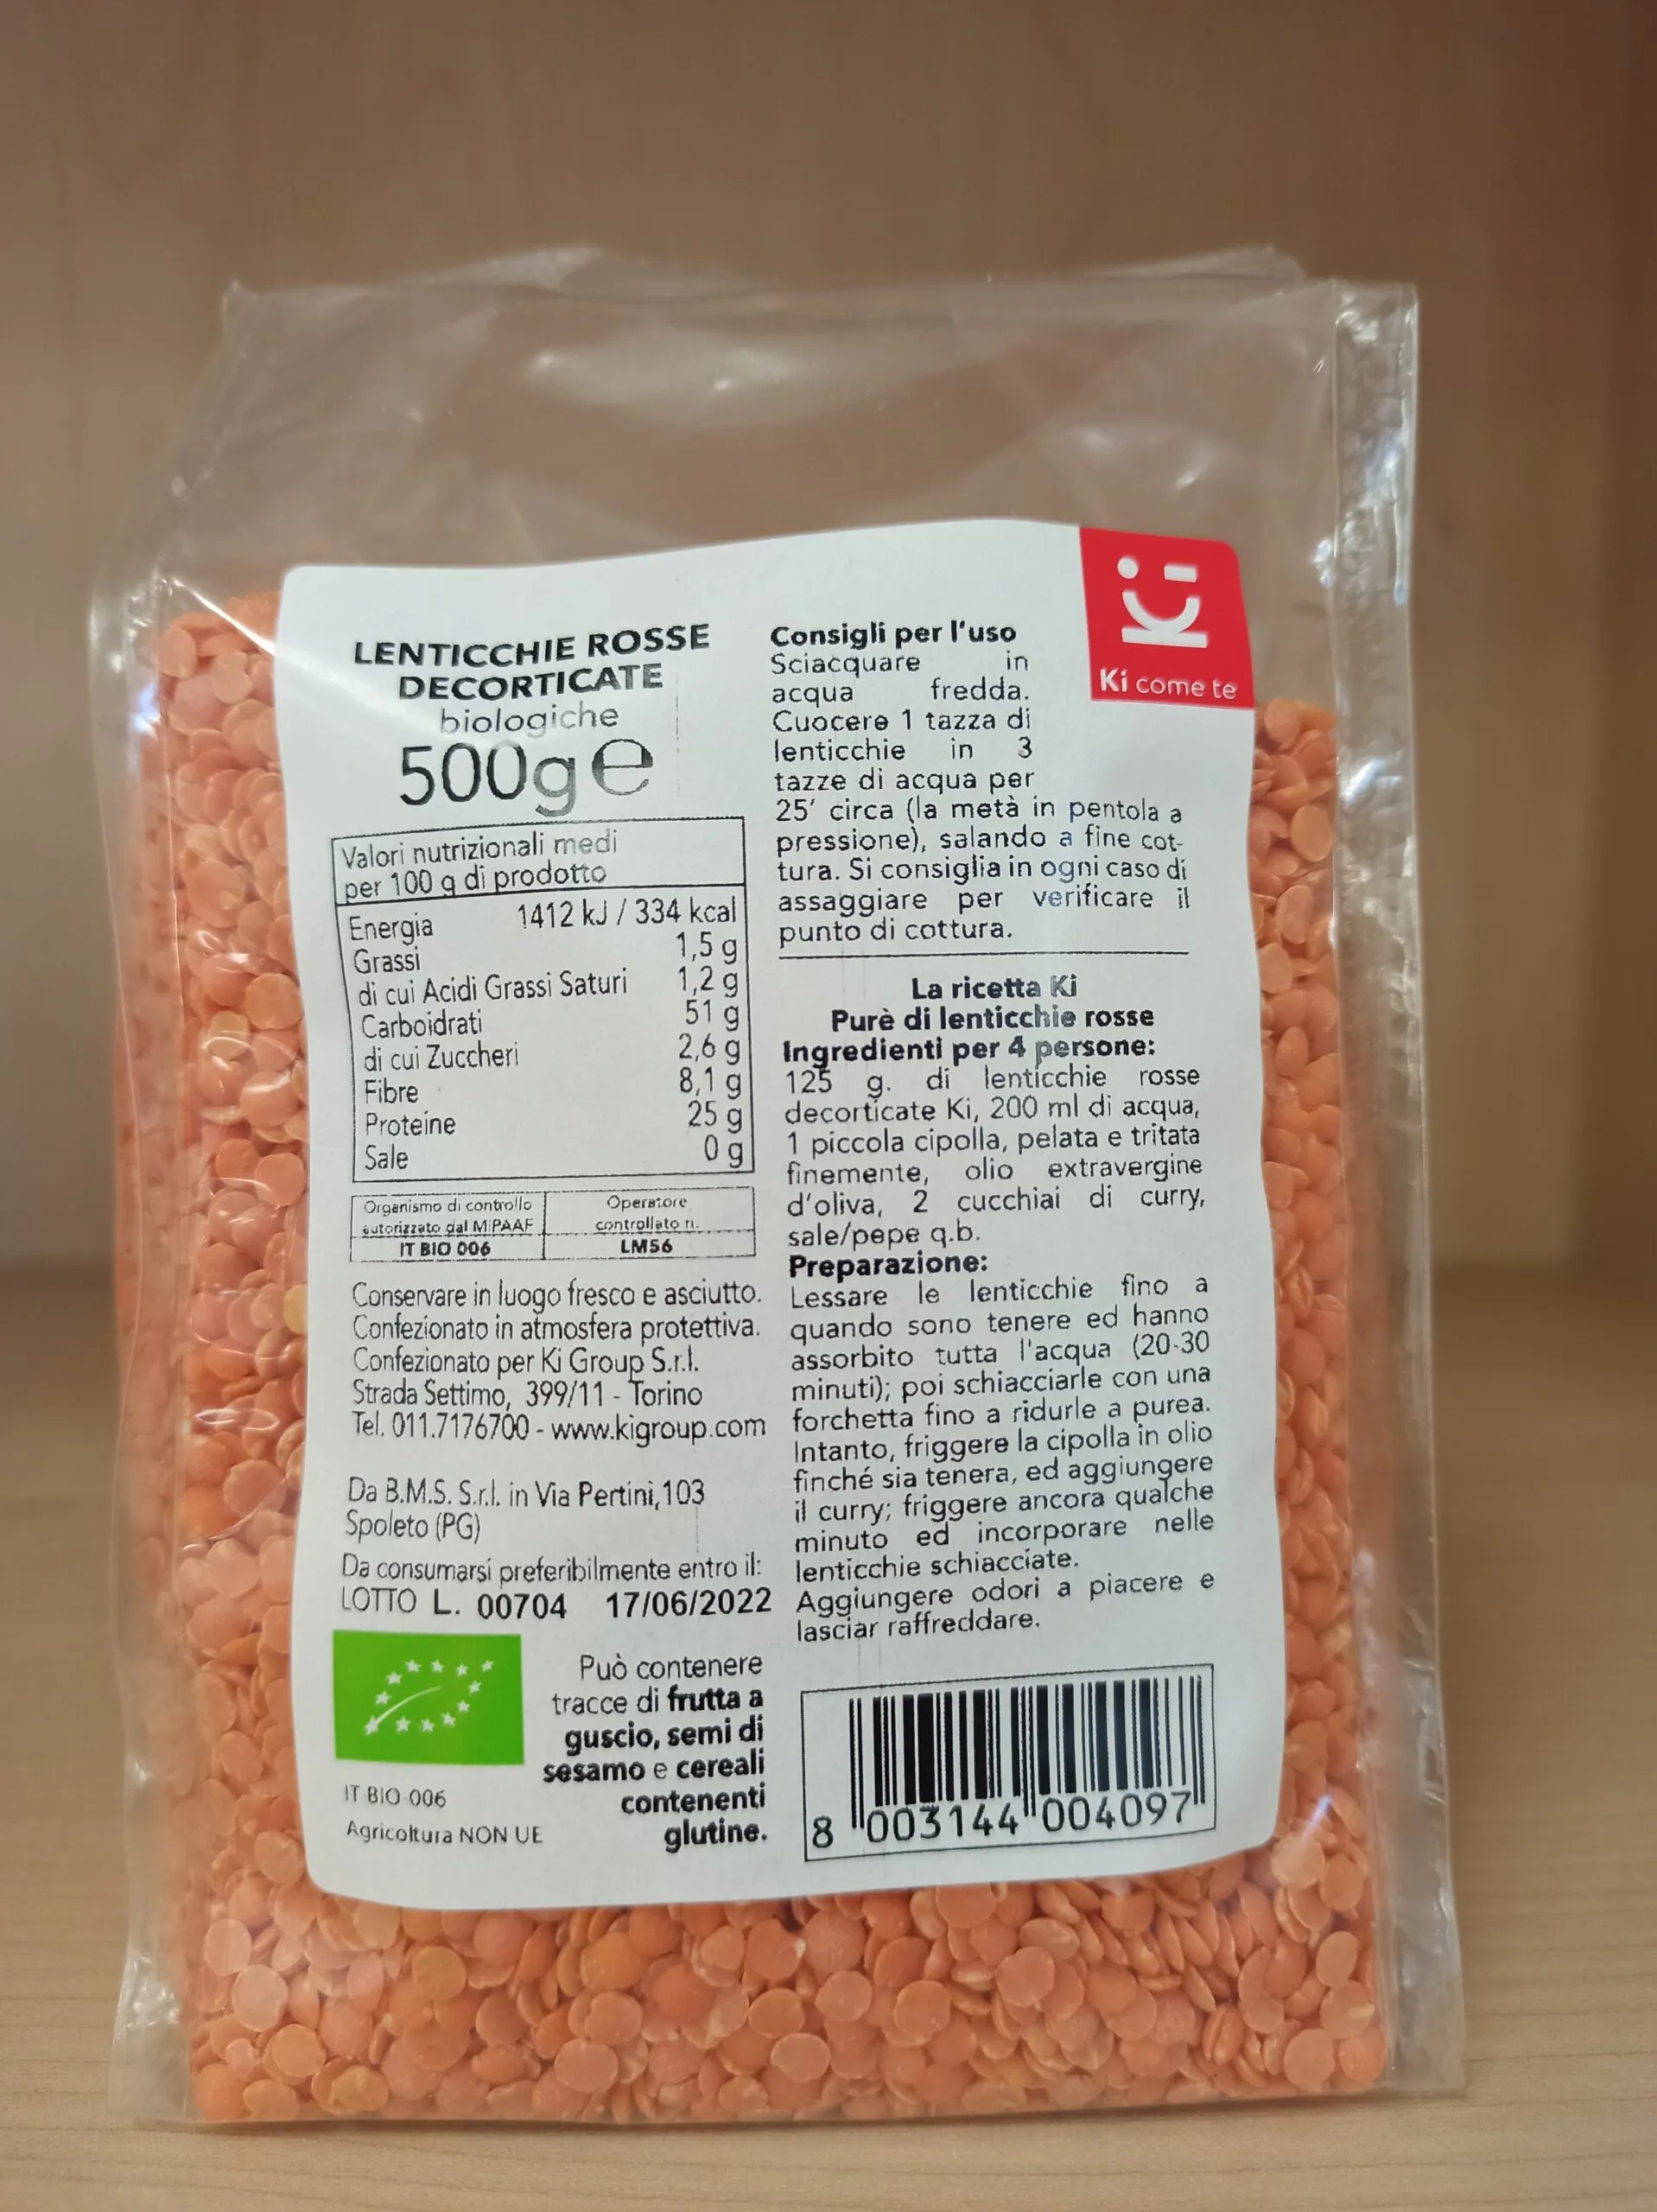 LENTICCHIE ROSSE
DECORTICATE
biologiche
500g e
Valori nutrizionali medi
per 100 g di prodotto
Energia 1412 kJ / 334 kcal
Grassi 1,5 g
di cui Acidi Grassi Saturi 1,2 g
Carboidrati 51 g
di cui Zuccheri 2,6 g
Fibre 8,1 g
Proteine 25 g
Sale 0 g
Organismo di controllo
autorizzato dal MiPAAF
IT BIO 006
Operatore
controllato n.
LM56
Conservare in luogo fresco e asciutto.
Confezionato in atmosfera protettiva.
Confezionato per Ki Group S.r.l.
Strada Settimo, 399/11 - Torino
Tel. 011.7176700 - www.kigroup.com
Da B.M.S. S.r.l. in Via Pertini,103
Spoleto (PG)
Da consumarsi preferibilmente entro il:
LOTTO L. 00704 17/06/2022
IT BIO 006
Agricoltura NON UE
Può contenere
tracce di frutta a
guscio, semi di
sesamo e cereali
contenenti
glutine.
Ki
Ki come te
Consigli per l'uso
Sciacquare in
acqua fredda.
Cuocere 1 tazza di
lenticchie in 3
tazze di acqua per
25' circa (la metà in pentola a
pressione), salando a fine cot-
tura. Si consiglia in ogni caso di
assaggiare per verificare il
punto di cottura.
La ricetta Ki
Purè di lenticchie rosse
Ingredienti per 4 persone:
125 g. di lenticchie rosse
decorticate Ki, 200 ml di acqua,
1 piccola cipolla, pelata e tritata
finemente, olio extravergine
d'oliva, 2 cucchiai di curry,
sale/pepe q.b.
Preparazione:
Lessare le lenticchie fino a
quando sono tenere ed hanno
assorbito tutta l'acqua (20-30
minuti); poi schiacciarle con una
forchetta fino a ridurle a purea.
Intanto, friggere la cipolla in olio
finché sia tenera, ed aggiungere
il curry; friggere ancora qualche
minuto ed incorporare nelle
lenticchie schiacciate.
Aggiungere odori a piacere e
lasciar raffreddare.
8 003144 004097